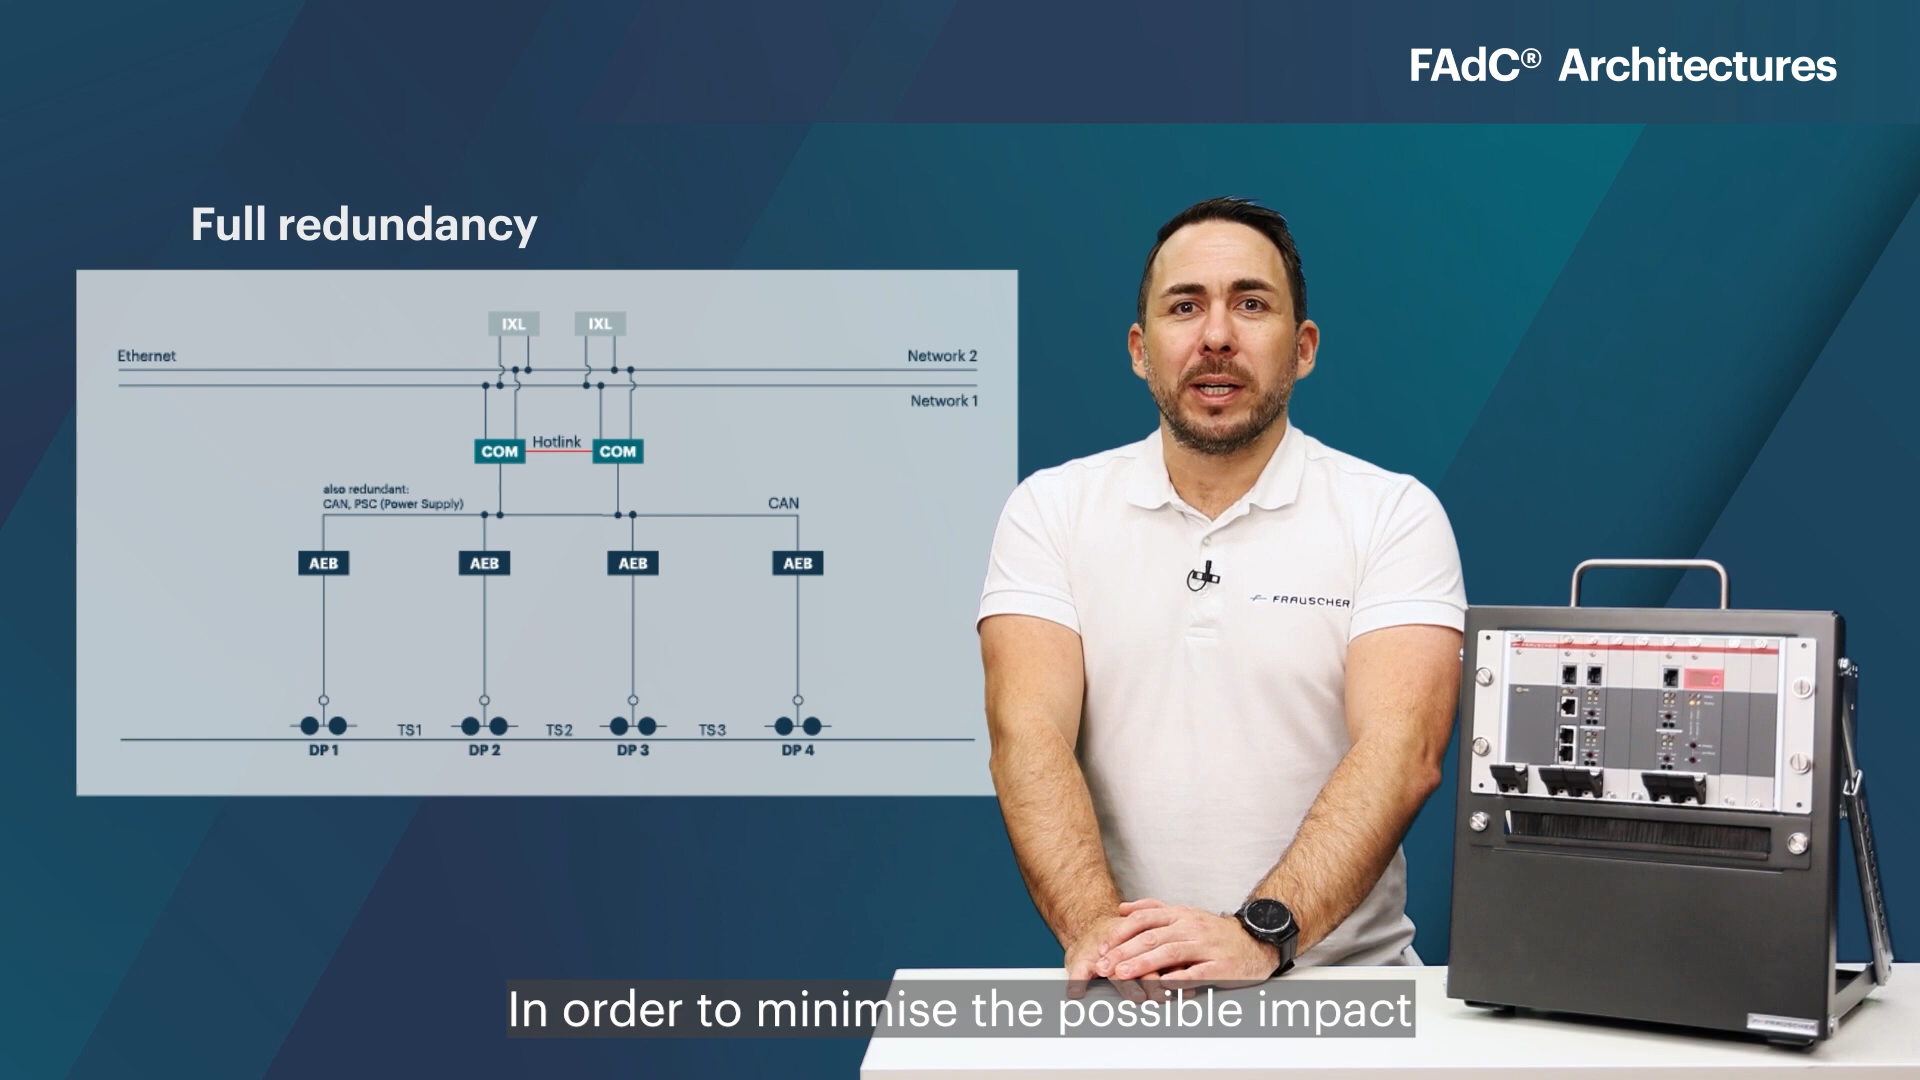 FAdC® Architectures
Full redundancy
IXL
IXL
Ethernet
Network 2
Network 1
COM
Hotlink
COM
also redundant:
CAN, PSC (Power Supply)
CAN
AEB
AEB
AEB
AEB
TS1
TS2
TS3
DP 1
DP 2
DP 3
DP 4
FRAUSCHER
FRAUSCHER
FRAUSCHER
In order to minimise the possible impact